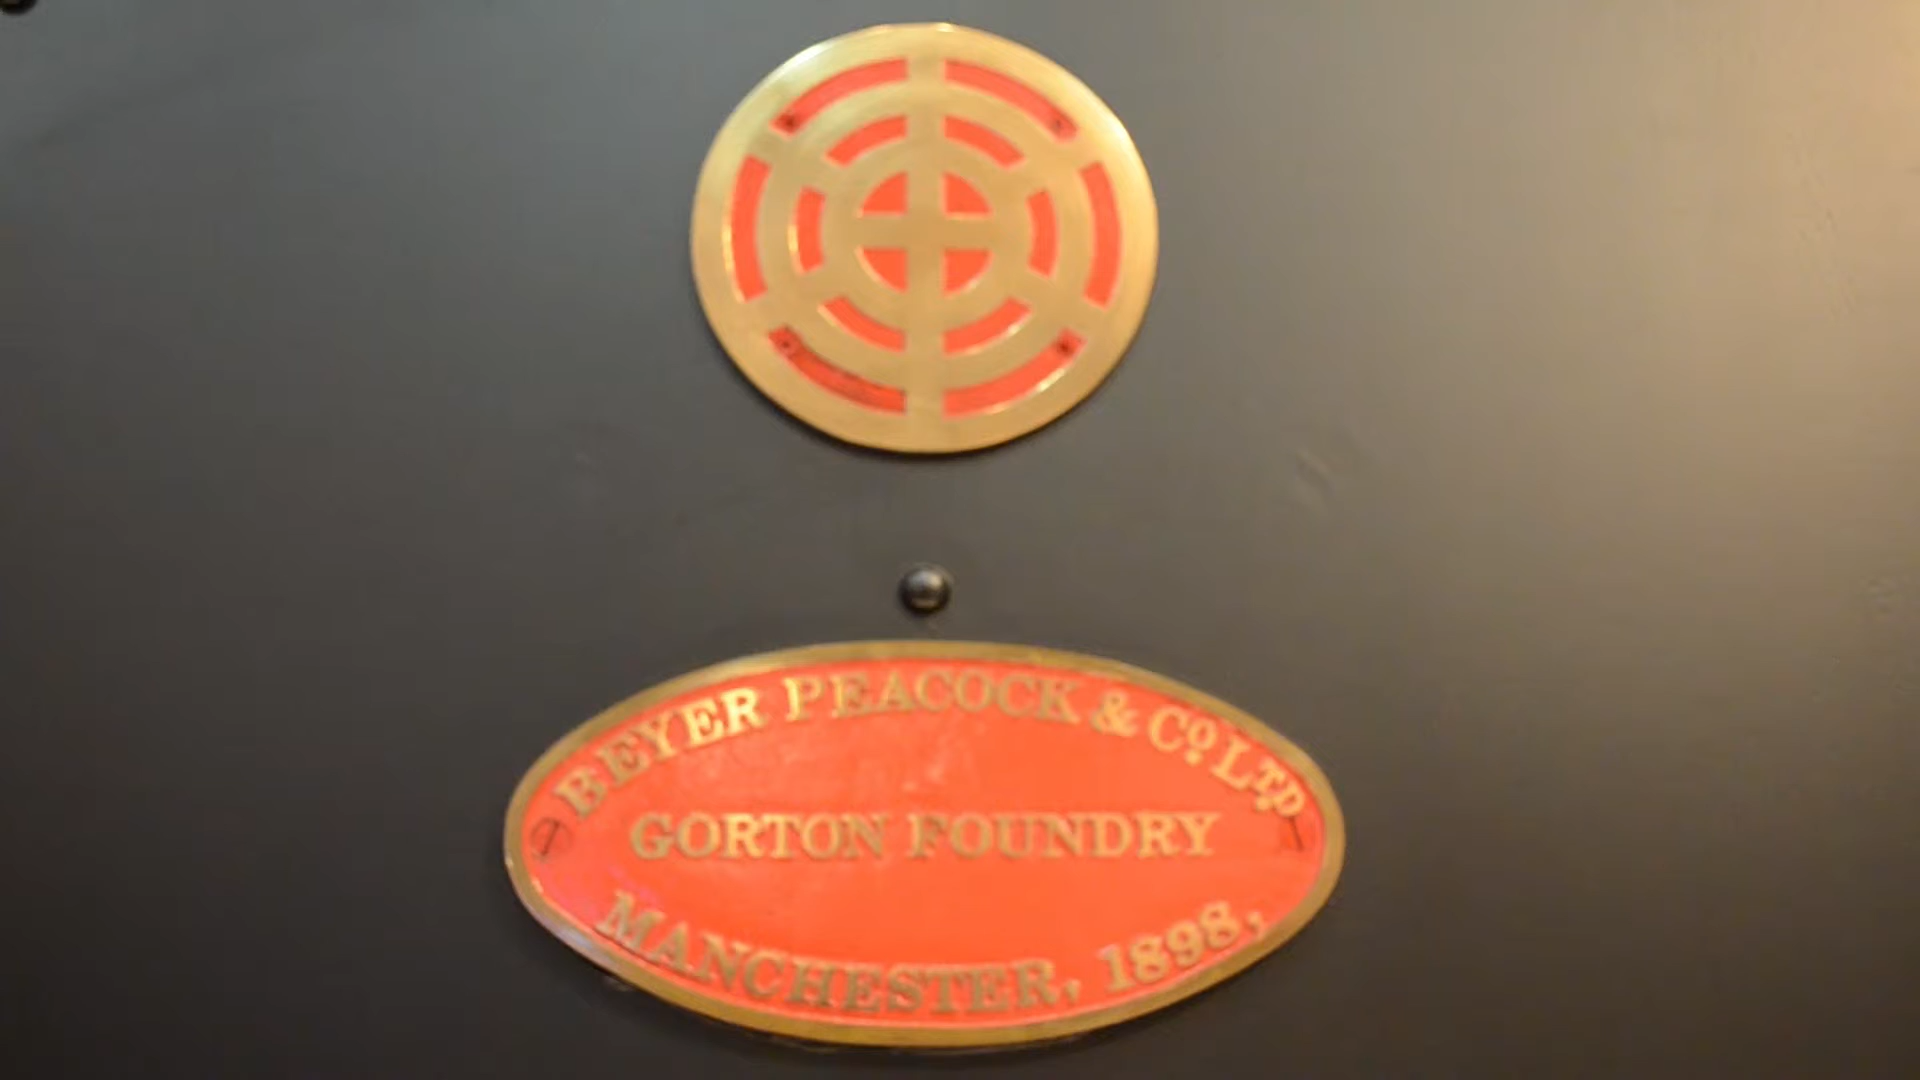 BEYER PEACOCK & Cº LTD
GORTON FOUNDRY
MANCHESTER, 1898,